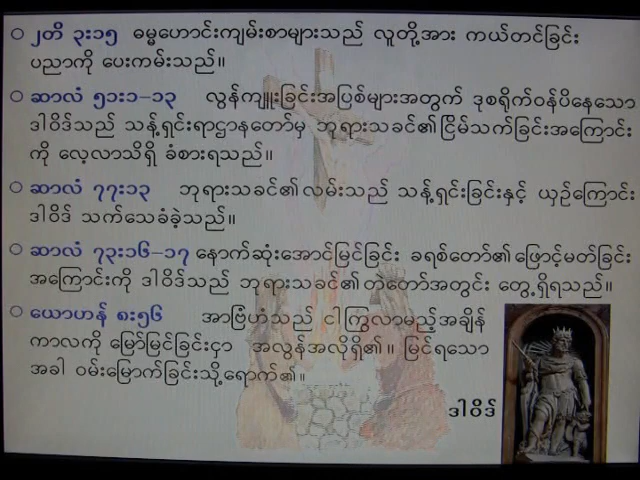 ၂တိ ၃း၁၅ ဓမ္မဟောင်းကျမ်းစာများသည် လူတို့အား ကယ်တင်ခြင်း
ပညာကို ပေးကမ်းသည်။
ဆာလံ ၅၁း၁–၁၃ လွန်ကျူးခြင်းအပြစ်များအတွက် ဒုစရိုက်ဝန်ပိနေသော
ဒါဝိဒ်သည် သန့်ရှင်းရာဌာနတော်မှ ဘုရားသခင်၏ငြိမ်သက်ခြင်းအကြောင်း
ကို လေ့လာသိရှိ ခံစားရသည်။
ဆာလံ ၇၇း၁၃ ဘုရားသခင်၏လမ်းသည် သန့်ရှင်းခြင်းနှင့် ယှဉ်ကြောင်း
ဒါဝိဒ် သက်သေခံခဲ့သည်။
ဆာလံ ၇၃း၁၆–၁၇ နောက်ဆုံးအောင်မြင်ခြင်း ခရစ်တော်၏ဖြောင့်မတ်ခြင်း
အကြောင်းကို ဒါဝိဒ်သည် ဘုရားသခင်၏တဲတော်အတွင်း တွေ့ရှိရသည်။
ယောဟန် ၈း၅၆ အာဗြံဟံသည် ငါကြွလာမည့်အချိန်
ကာလကို မြော်မြင်ခြင်းငှာ အလွန်အလိုရှိ၏။ မြင်ရသော
အခါ ဝမ်းမြောက်ခြင်းသို့ရောက်၏။
ဒါဝိဒ်